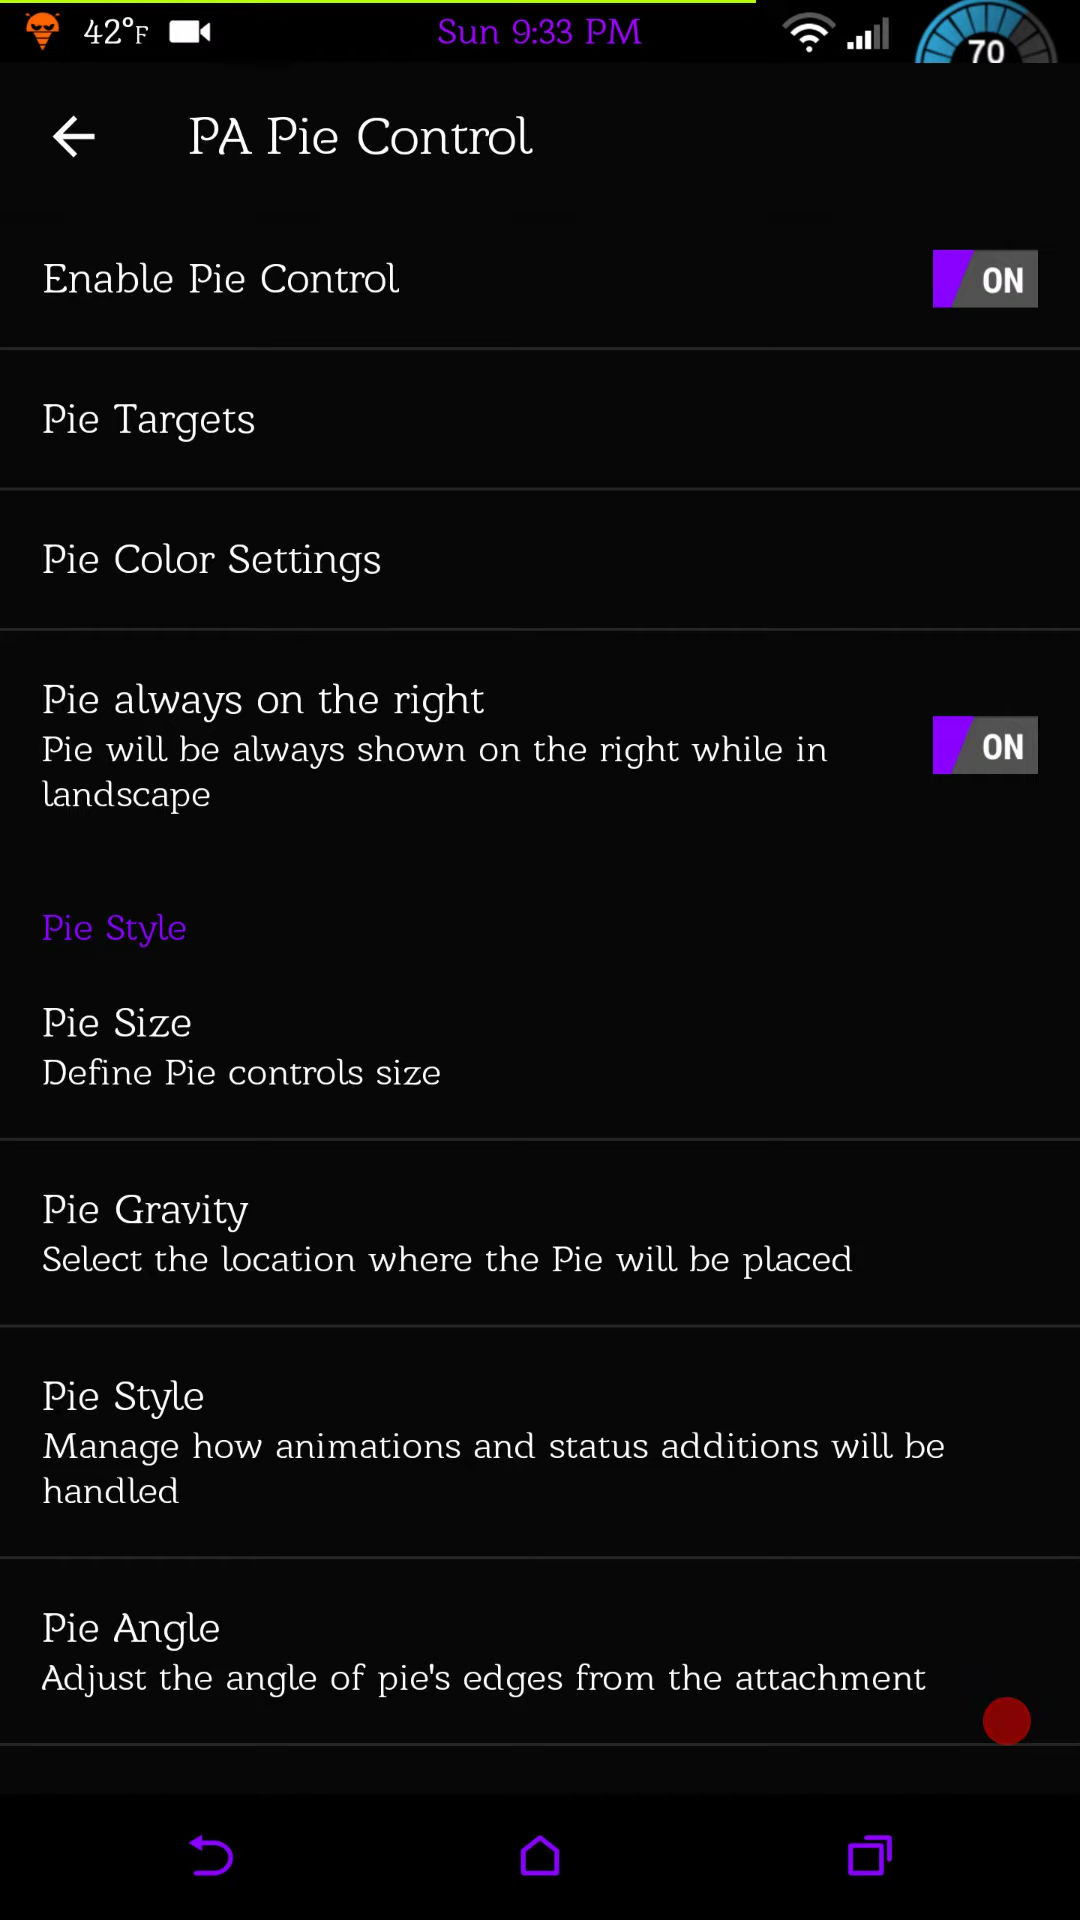 42°F
Sun 9:33 PM
70
PA Pie Control
Enable Pie Control
ON
Pie Targets
Pie Color Settings
Pie always on the right
Pie will be always shown on the right while in
landscape
ON
Pie Style
Pie Size
Define Pie controls size
Pie Gravity
Select the location where the Pie will be placed
Pie Style
Manage how animations and status additions will be
handled
Pie Angle
Adjust the angle of pie's edges from the attachment